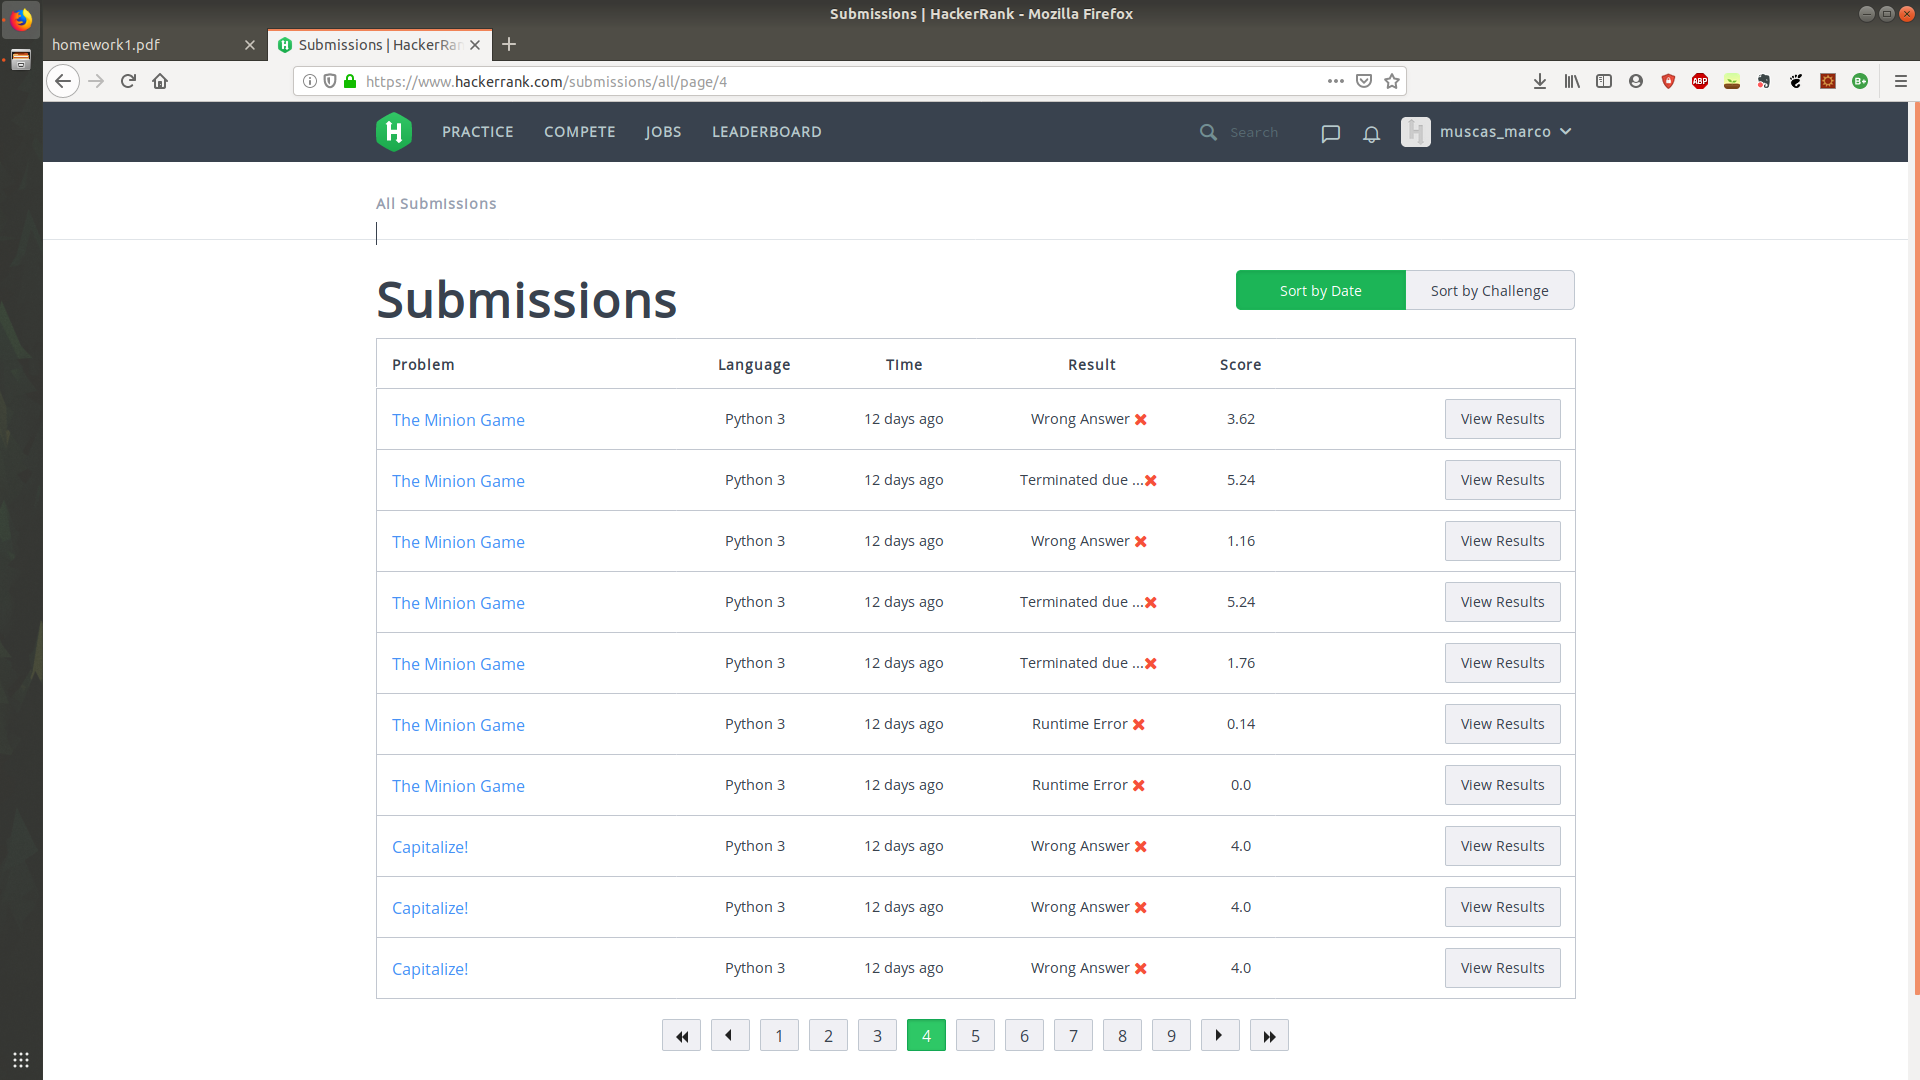 Submissions | HackerRank - Mozilla Firefox
homework1.pdf
Submissions | HackerRan
https://www.hackerrank.com/submissions/all/page/4
ABP
B+
H
PRACTICE COMPETE JOBS LEADERBOARD
Search
muscas_marco
All Submissions
Submissions
Sort by Date Sort by Challenge
Problem Language Time Result Score
The Minion Game Python 3 12 days ago Wrong Answer 3.62 View Results
The Minion Game Python 3 12 days ago Terminated due ... 5.24 View Results
The Minion Game Python 3 12 days ago Wrong Answer 1.16 View Results
The Minion Game Python 3 12 days ago Terminated due ... 5.24 View Results
The Minion Game Python 3 12 days ago Terminated due ... 1.76 View Results
The Minion Game Python 3 12 days ago Runtime Error 0.14 View Results
The Minion Game Python 3 12 days ago Runtime Error 0.0 View Results
Capitalize! Python 3 12 days ago Wrong Answer 4.0 View Results
Capitalize! Python 3 12 days ago Wrong Answer 4.0 View Results
Capitalize! Python 3 12 days ago Wrong Answer 4.0 View Results
1 2 3 4 5 6 7 8 9